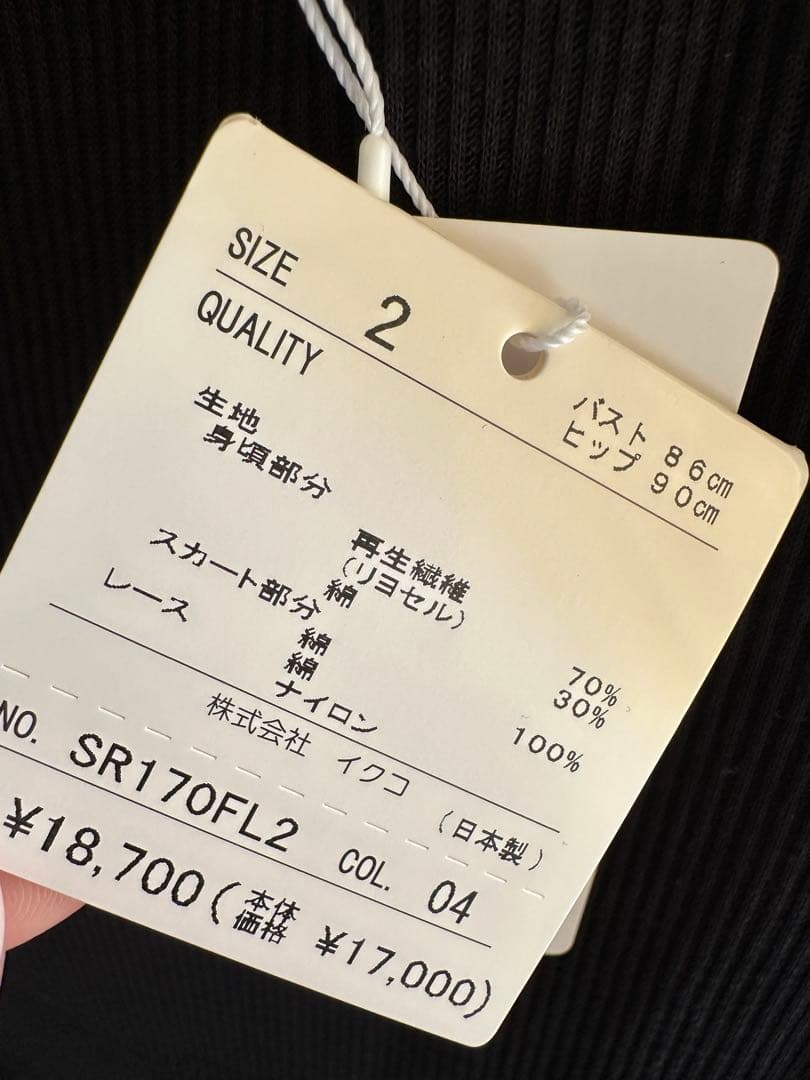 SIZE 2
バスト 86㎝
ヒップ 90㎝
QUALITY
生地
身頃部分
再生繊維
(リヨセル) 70%
綿 30%
スカート部分
綿 100%
レース 綿
ナイロン
株式会社 イクコ (日本製)
NO. SR170FL2 COL. 04
¥18,700(本体価格 ¥17,000)